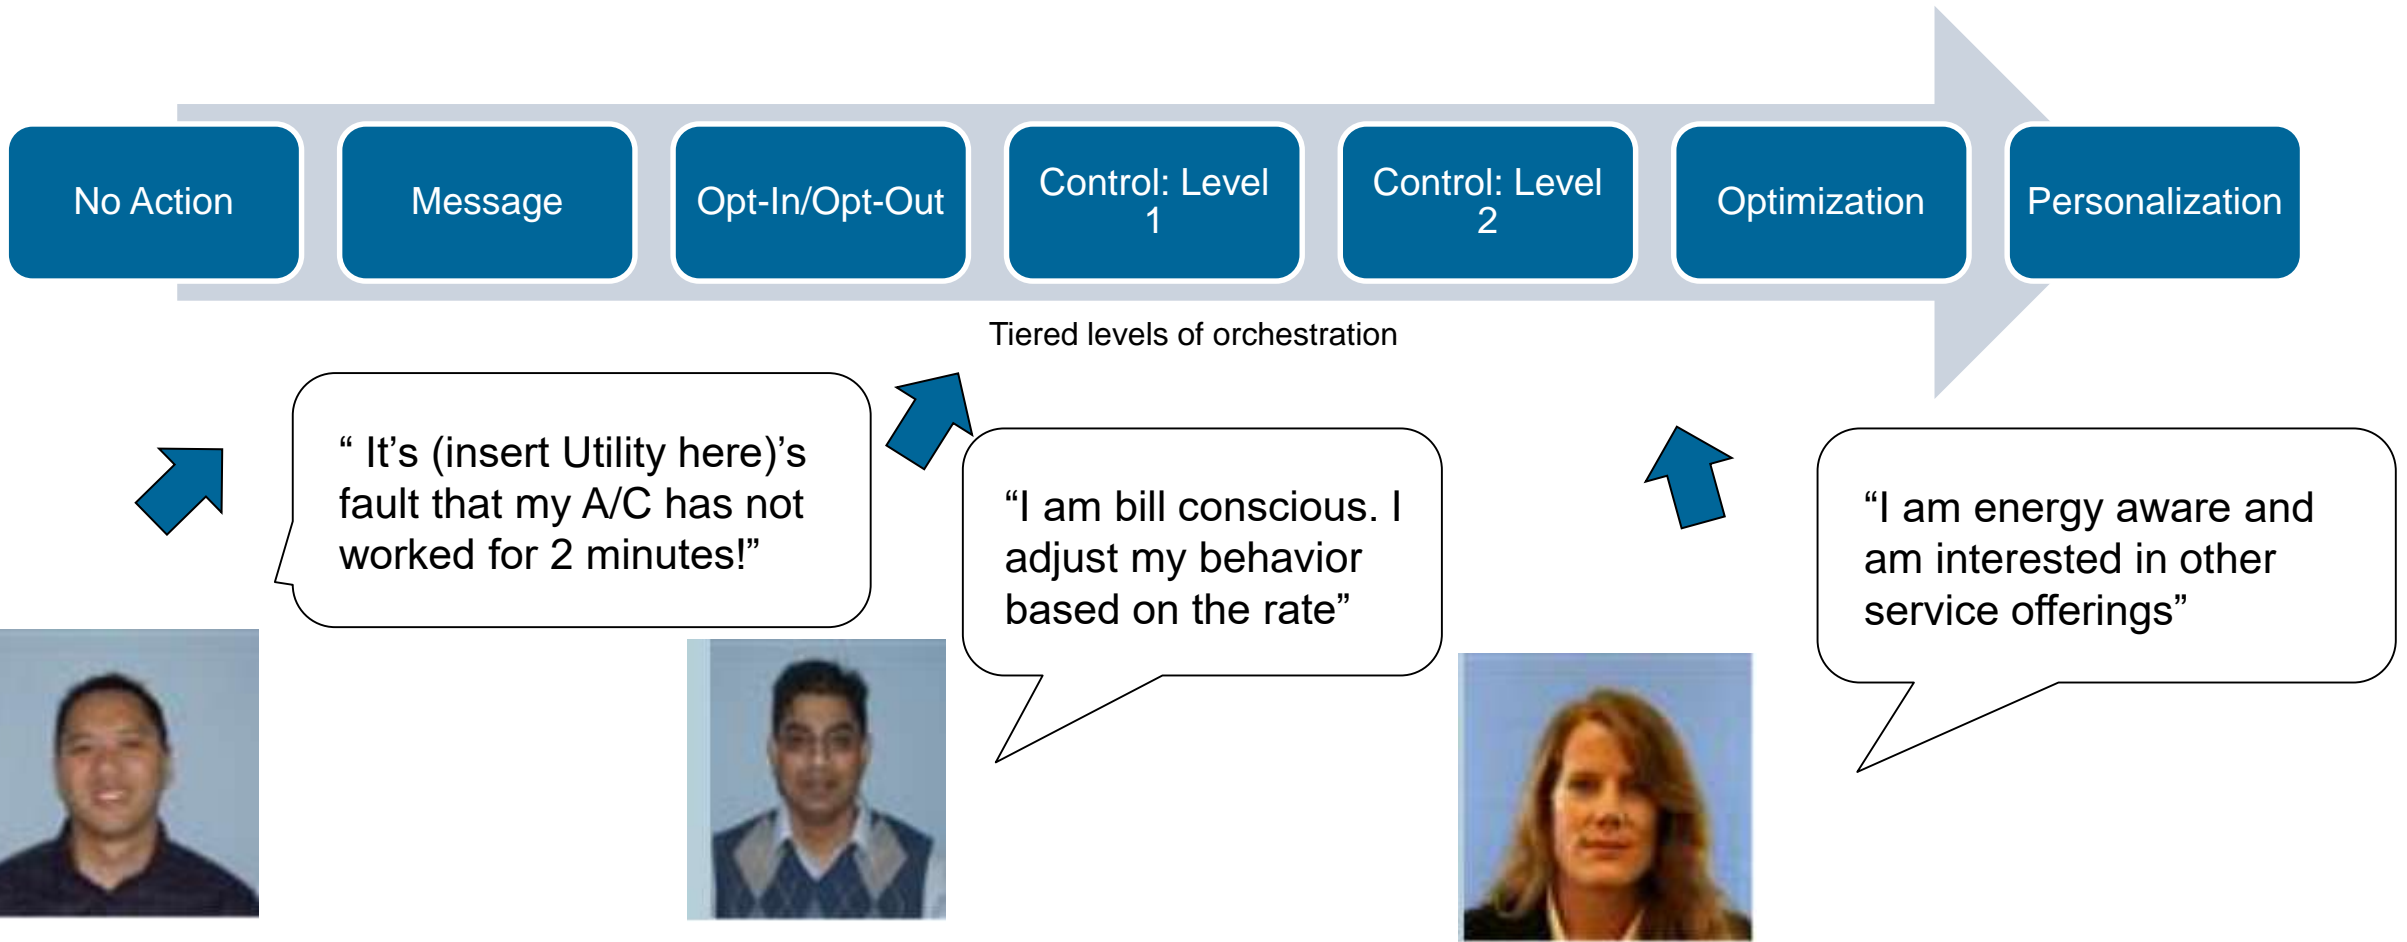 No Action
Message
Opt-In/Opt-Out
Control: Level
1
Control: Level
2
Optimization
Personalization
Tiered levels of orchestration
“ It’s (insert Utility here)’s
fault that my A/C has not
worked for 2 minutes!”
“I am bill conscious. I
adjust my behavior
based on the rate”
“I am energy aware and
am interested in other
service offerings”